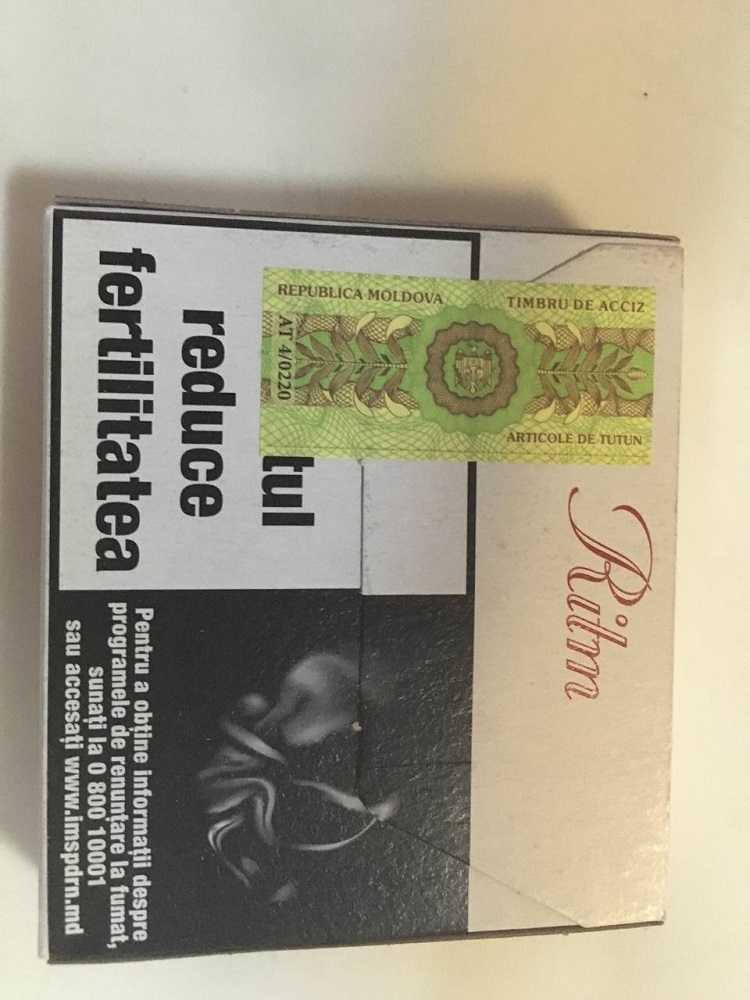 REPUBLICA MOLDOVA
TIMBRU DE ACCIZ
AT 4/0220
ARTICOLE DE TUTUN
Ritm
tul
reduce
fertilitatea
Pentru a obține informații despre
programele de renunțare la fumat,
sunați la 0 800 10001
sau accesați www.imspdrn.md